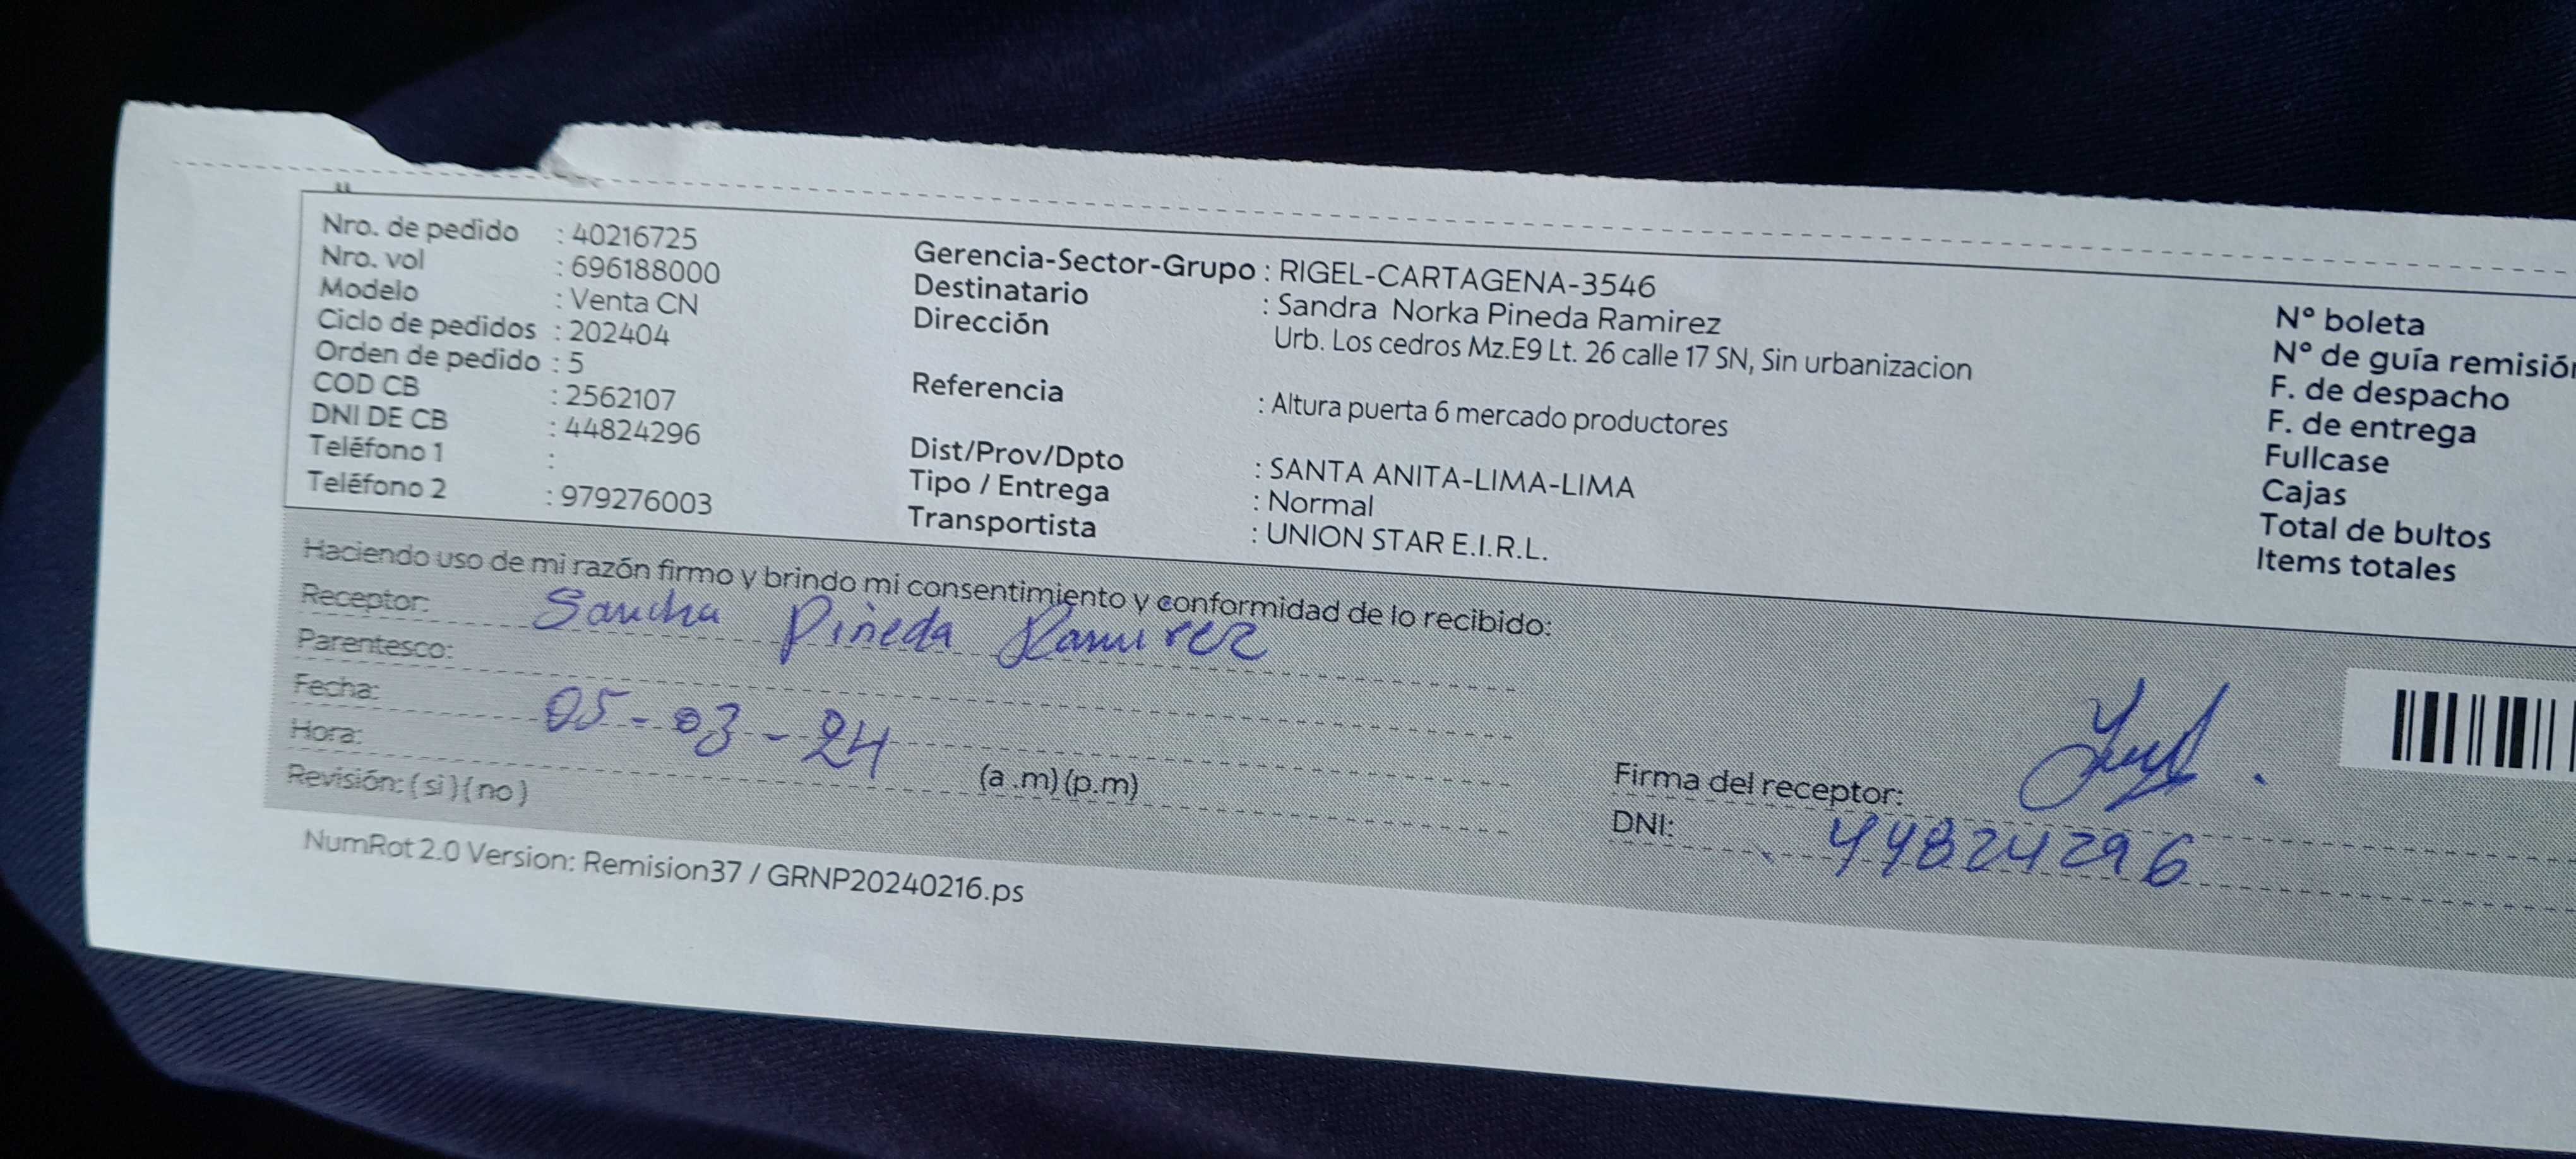 Nro. de pedido : 40216725
Nro. vol : 696188000
Modelo : Venta CN
Ciclo de pedidos : 202404
Orden de pedido : 5
COD CB : 2562107
DNI DE CB : 44824296
Teléfono 1 :
Teléfono 2 : 979276003
Gerencia-Sector-Grupo : RIGEL-CARTAGENA-3546
Destinatario : Sandra Norka Pineda Ramirez
Dirección Urb. Los cedros Mz.E9 Lt. 26 calle 17 SN, Sin urbanizacion
Referencia : Altura puerta 6 mercado productores
Dist/Prov/Dpto : SANTA ANITA-LIMA-LIMA
Tipo / Entrega : Normal
Transportista : UNION STAR E.I.R.L.
N° boleta
N° de guía remisión
F. de despacho
F. de entrega
Fullcase
Cajas
Total de bultos
Items totales
Haciendo uso de mi razón firmo y brindo mi consentimiento y conformidad de lo recibido:
Receptor: Sandra Pineda Ramirez
Parentesco:
Fecha: 05-03-24
Hora: (a .m) (p.m)
Revisión: ( si ) ( no )
Firma del receptor:
DNI: 44824296
NumRot 2.0 Version: Remision37 / GRNP20240216.ps